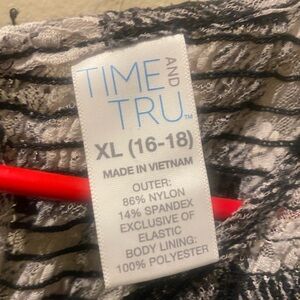 TIME AND
TRU™
XL (16-18)
MADE IN VIETNAM
OUTER:
86% NYLON
14% SPANDEX
EXCLUSIVE OF
ELASTIC
BODY LINING:
100% POLYESTER